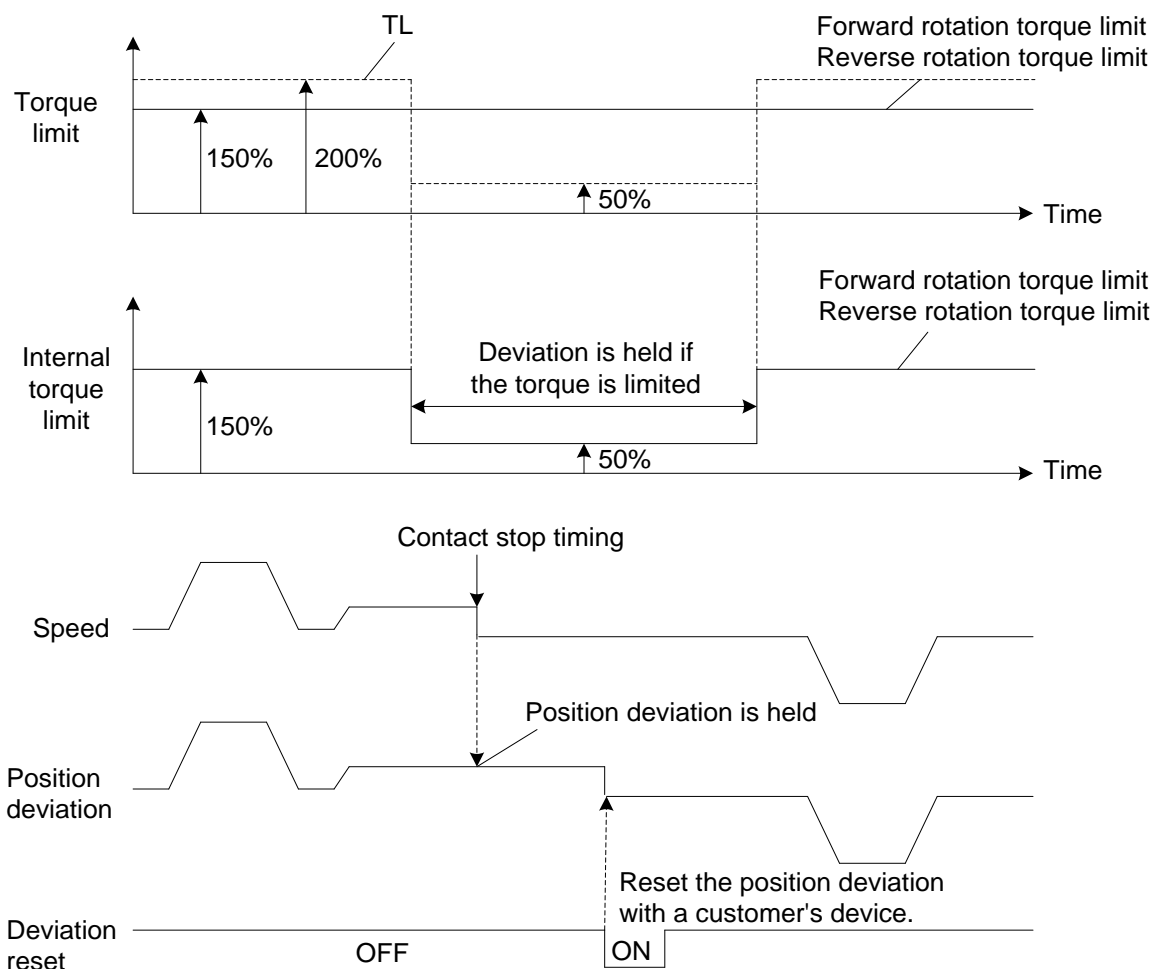 TL
Forward rotation torque limit
Reverse rotation torque limit
Torque
limit
150%
200%
50%
Time
Forward rotation torque limit
Reverse rotation torque limit
Internal
torque
limit
Deviation is held if
the torque is limited
150%
50%
Time
Contact stop timing
Speed
Position deviation is held
Position
deviation
Reset the position deviation
with a customer's device.
Deviation
reset
OFF
ON